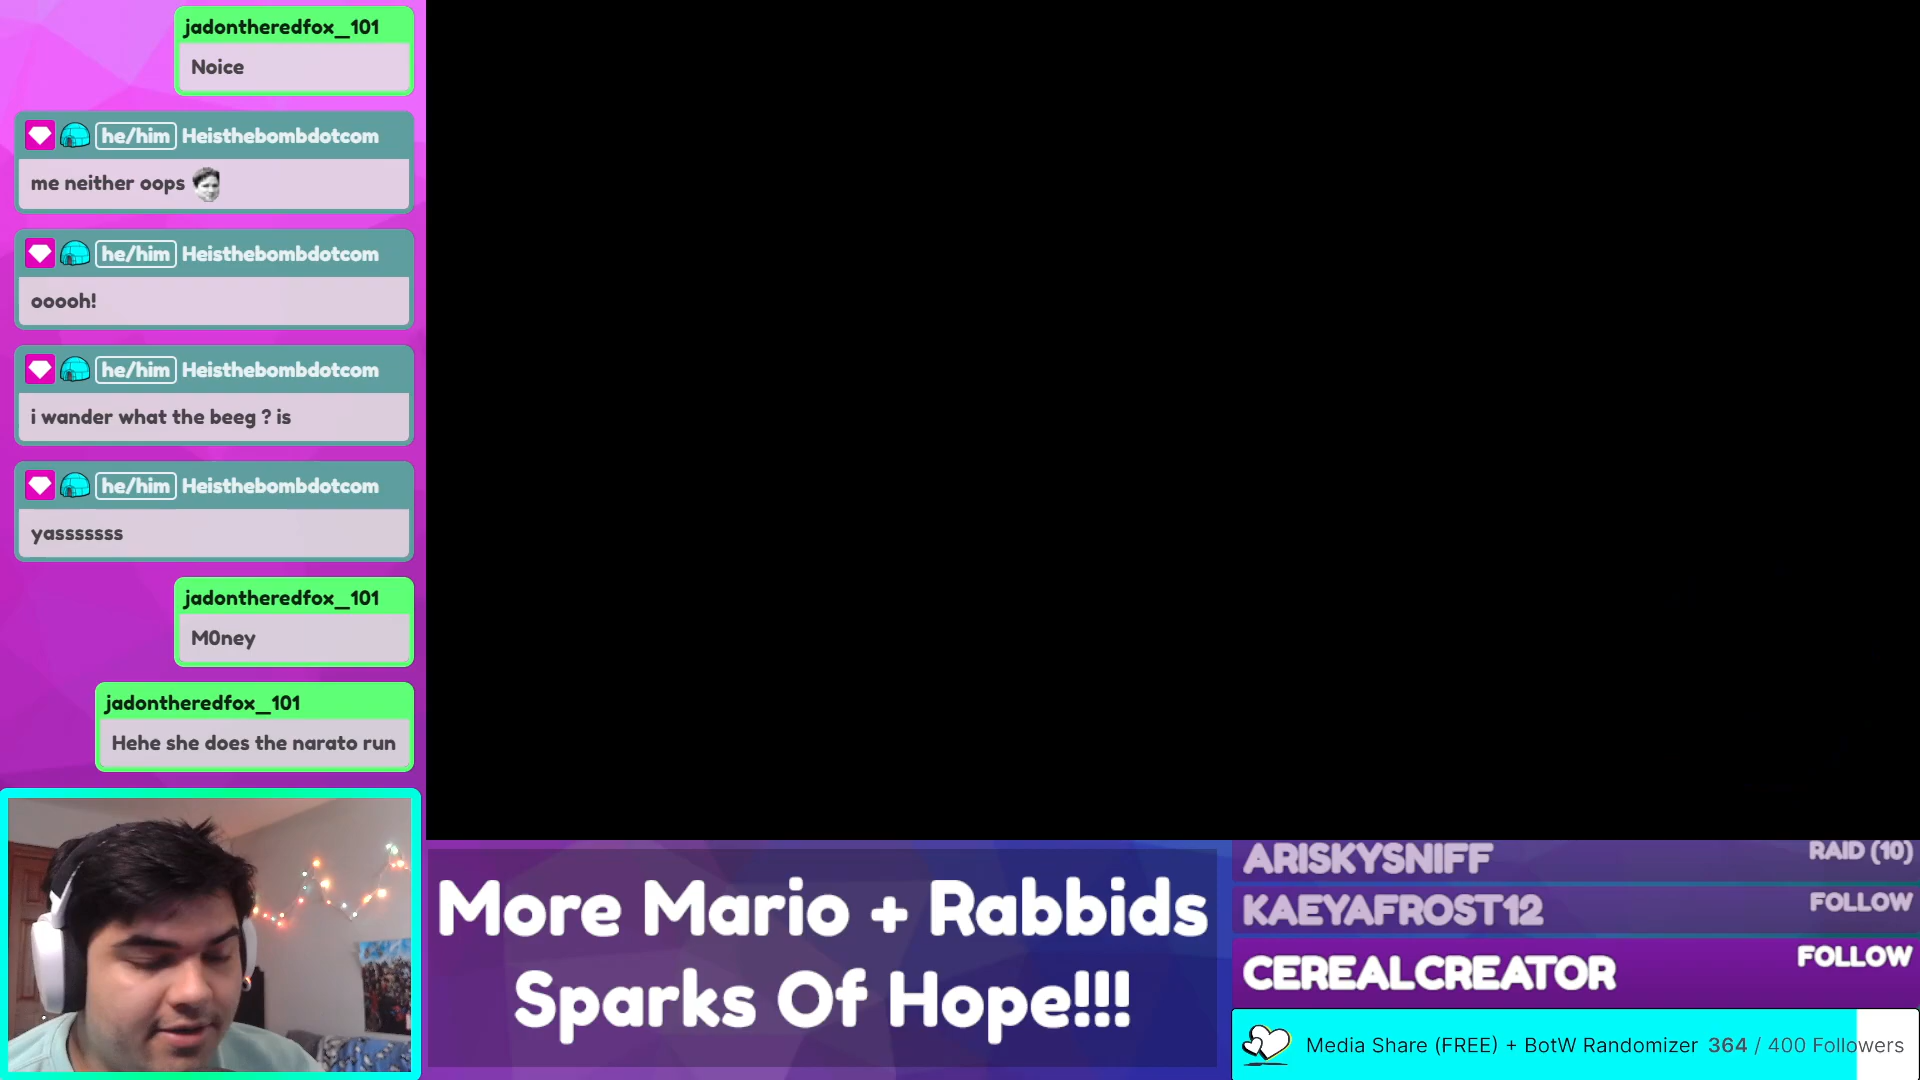 jadontheredfox_101
Noice
he/him Heisthebombdotcom
me neither oops
he/him Heisthebombdotcom
ooooh!
he/him Heisthebombdotcom
i wander what the beeg ? is
he/him Heisthebombdotcom
yasssssss
jadontheredfox_101
M0ney
jadontheredfox_101
Hehe she does the narato run
More Mario + Rabbids
Sparks Of Hope!!!
ARISKYSNIFF RAID (10)
KAEYAFROST12 FOLLOW
CEREALCREATOR FOLLOW
Media Share (FREE) + BotW Randomizer 364 / 400 Followers